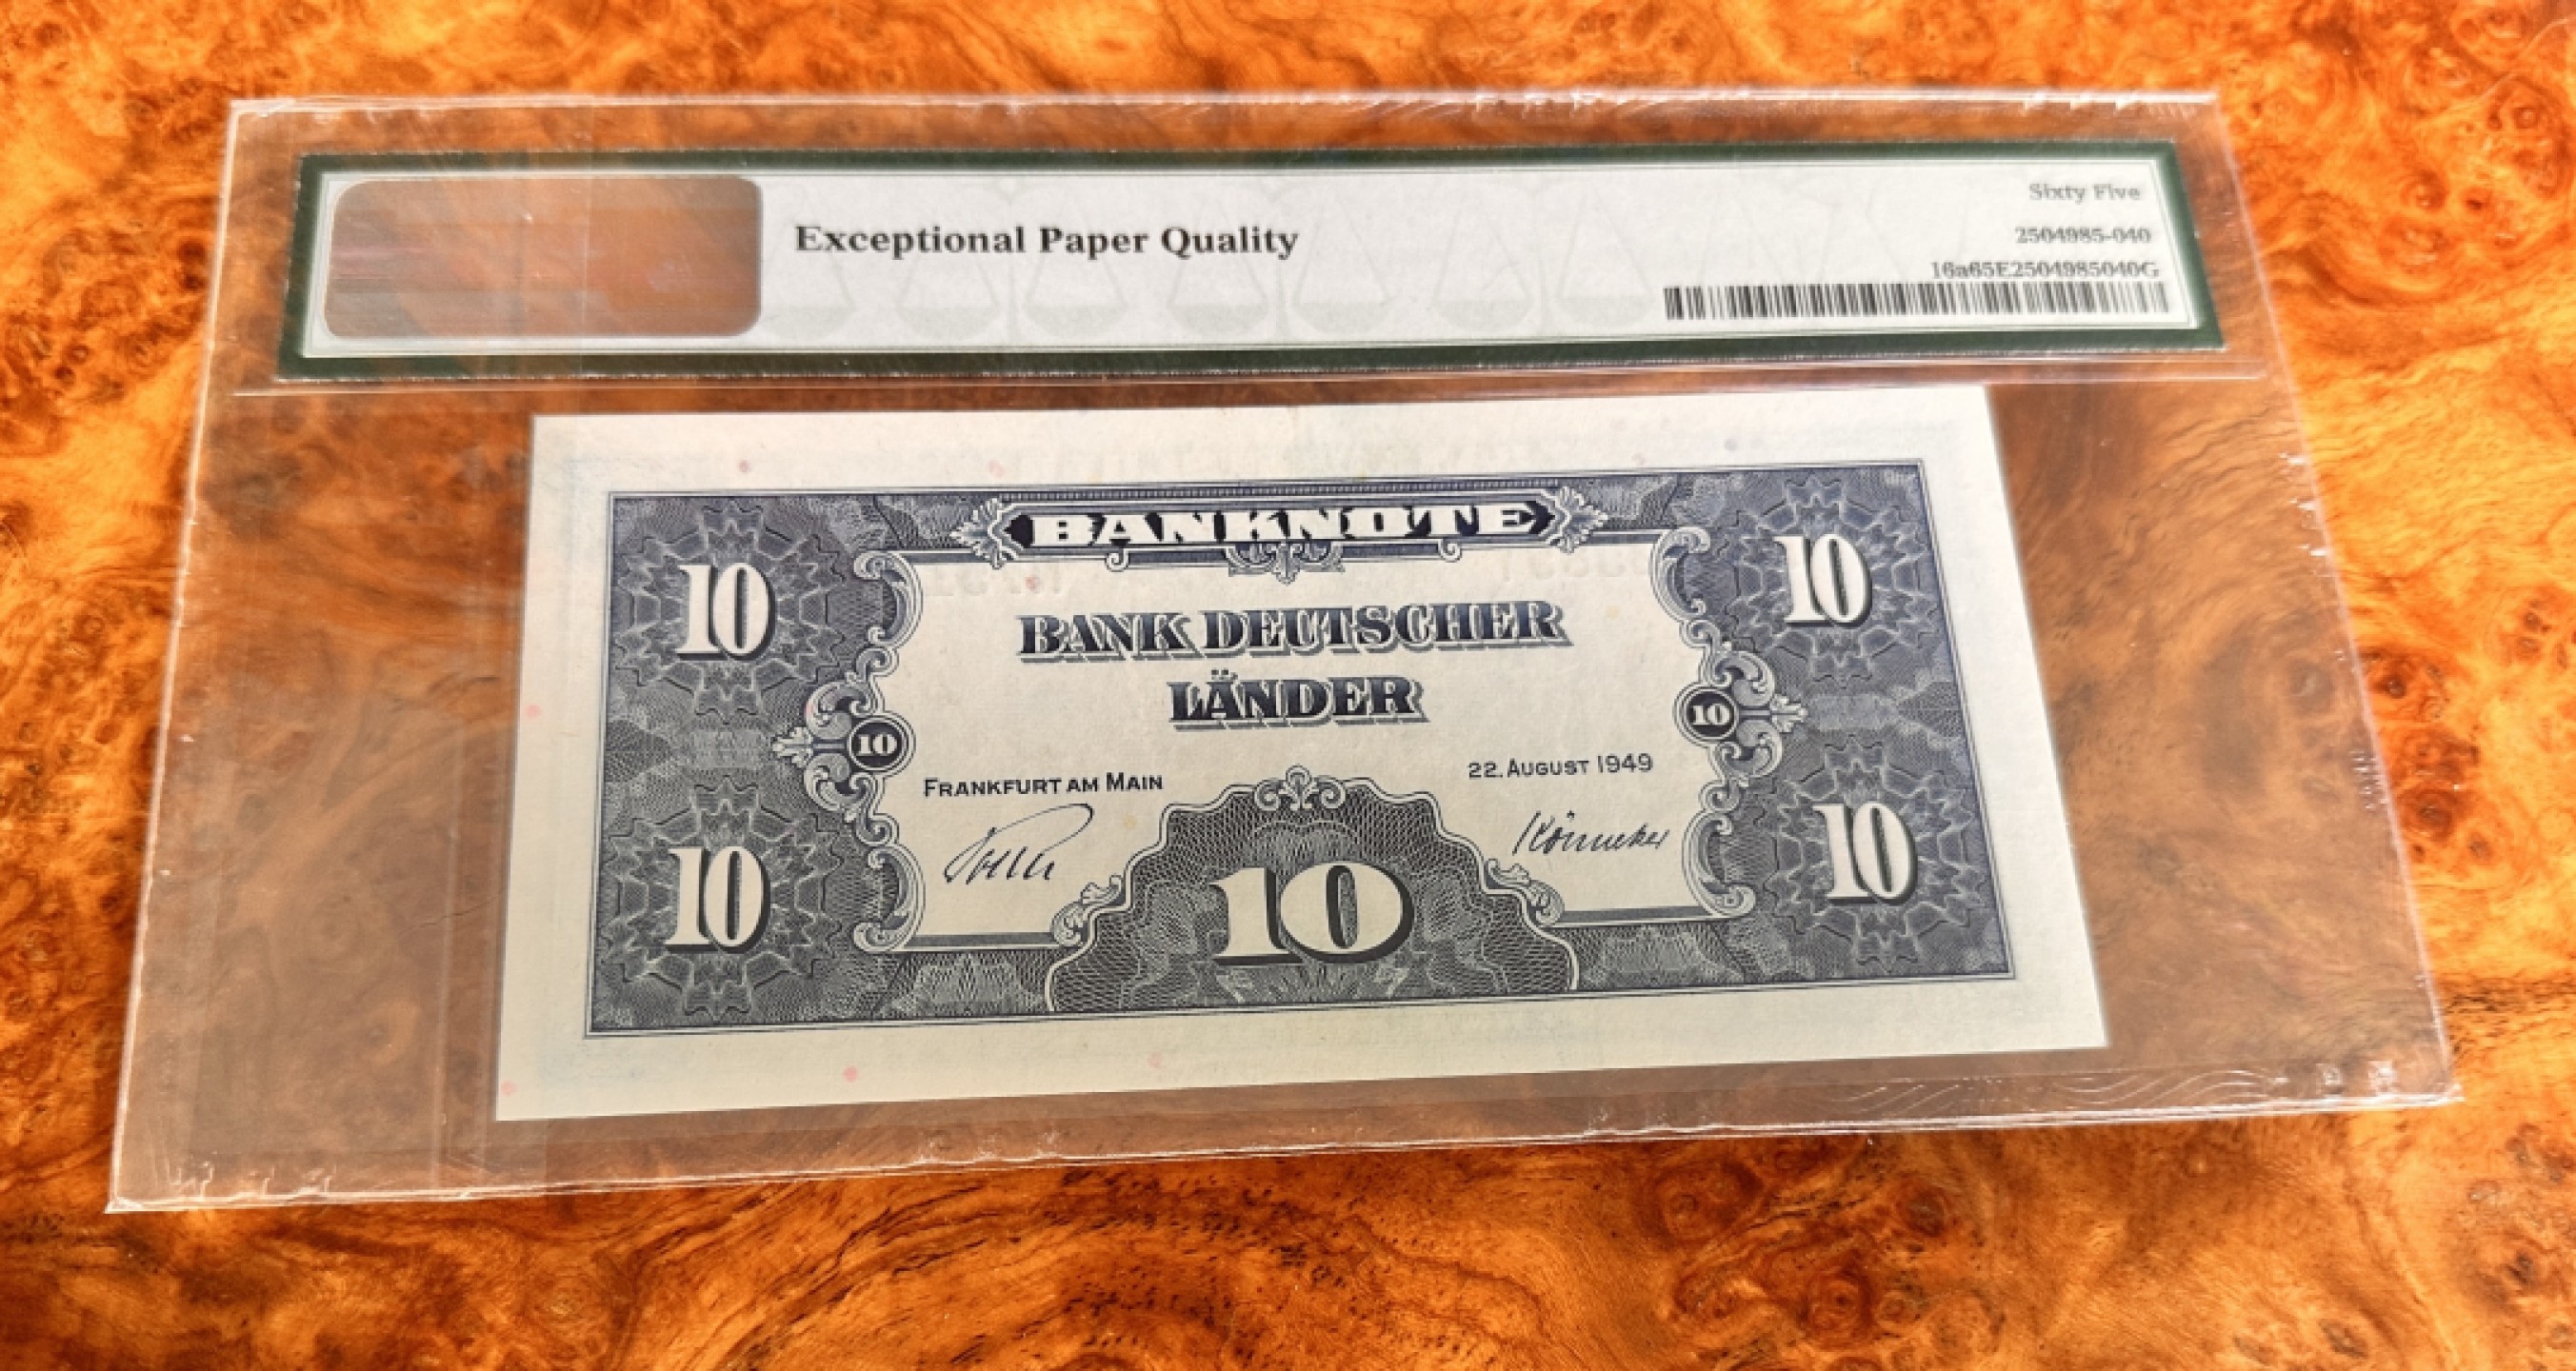 Exceptional Paper Quality
Sixty Five
2504985-040
16a65E2504985040G
BANKNOTE
10
10
BANK DEUTSCHER
LÄNDER
10
10
FRANKFURT AM MAIN
22. AUGUST 1949
10
10
10
Könneker